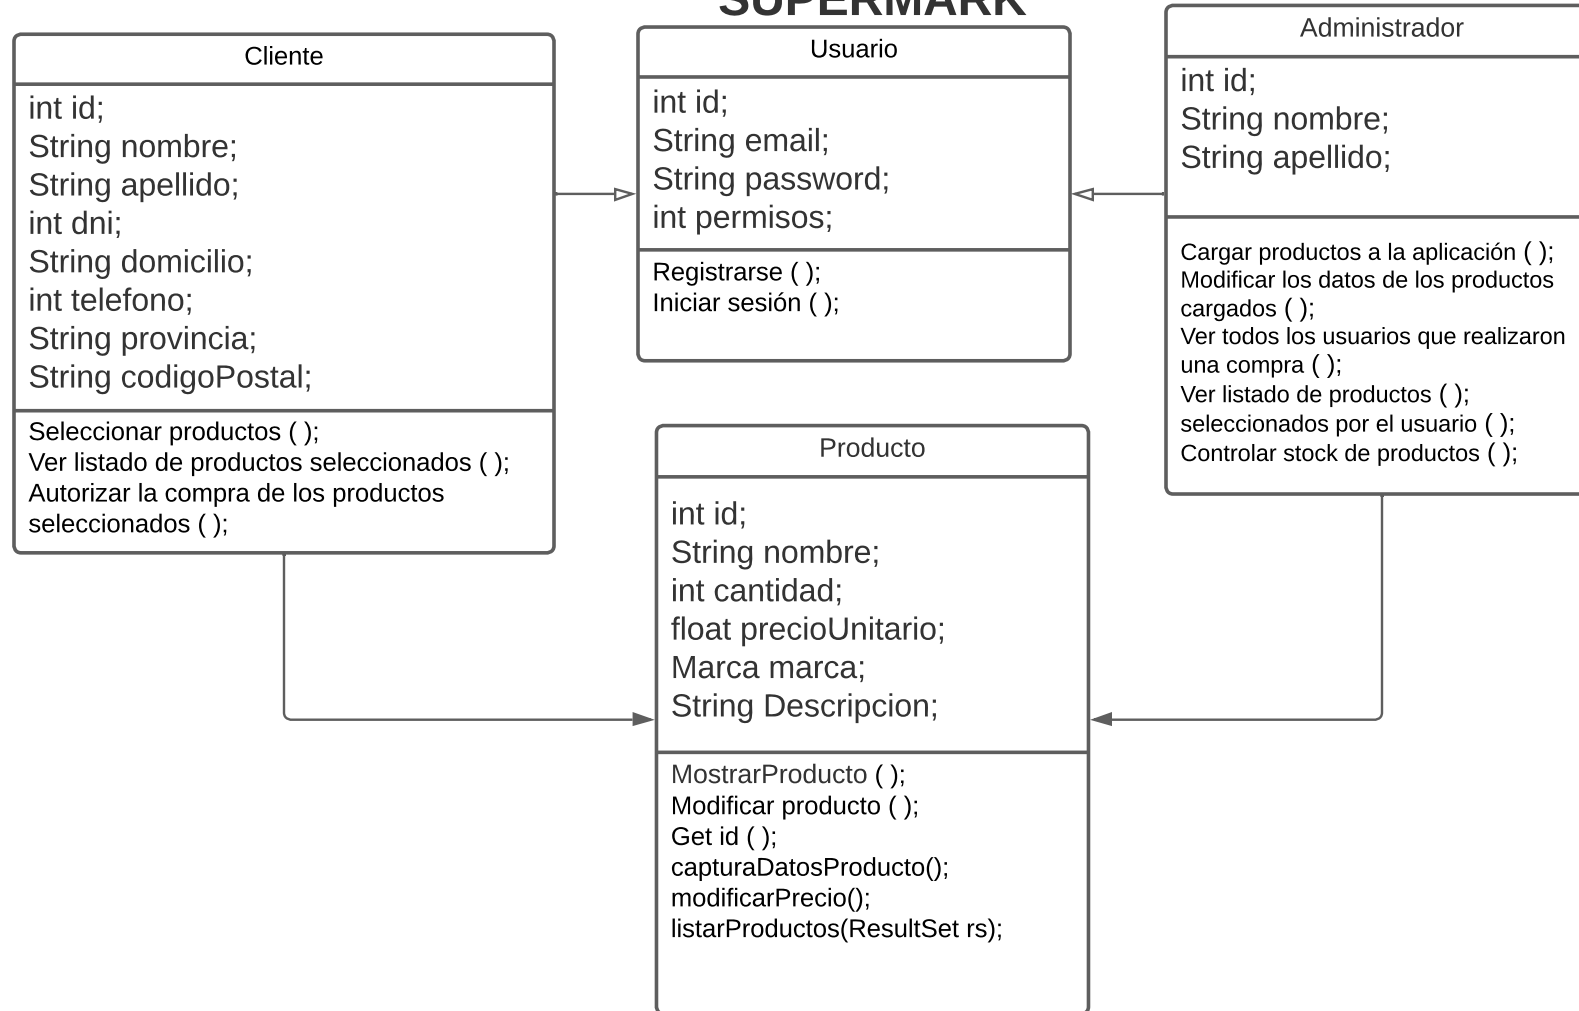 SUPERMARK
Cliente
int id;
String nombre;
String apellido;
int dni;
String domicilio;
int telefono;
String provincia;
String codigoPostal;
Seleccionar productos ( );
Ver listado de productos seleccionados ( );
Autorizar la compra de los productos
seleccionados ( );
Usuario
int id;
String email;
String password;
int permisos;
Registrarse ( );
Iniciar sesión ( );
Administrador
int id;
String nombre;
String apellido;
Cargar productos a la aplicación ( );
Modificar los datos de los productos
cargados ( );
Ver todos los usuarios que realizaron
una compra ( );
Ver listado de productos ( );
seleccionados por el usuario ( );
Controlar stock de productos ( );
Producto
int id;
String nombre;
int cantidad;
float precioUnitario;
Marca marca;
String Descripcion;
MostrarProducto ( );
Modificar producto ( );
Get id ( );
capturaDatosProducto();
modificarPrecio();
listarProductos(ResultSet rs);